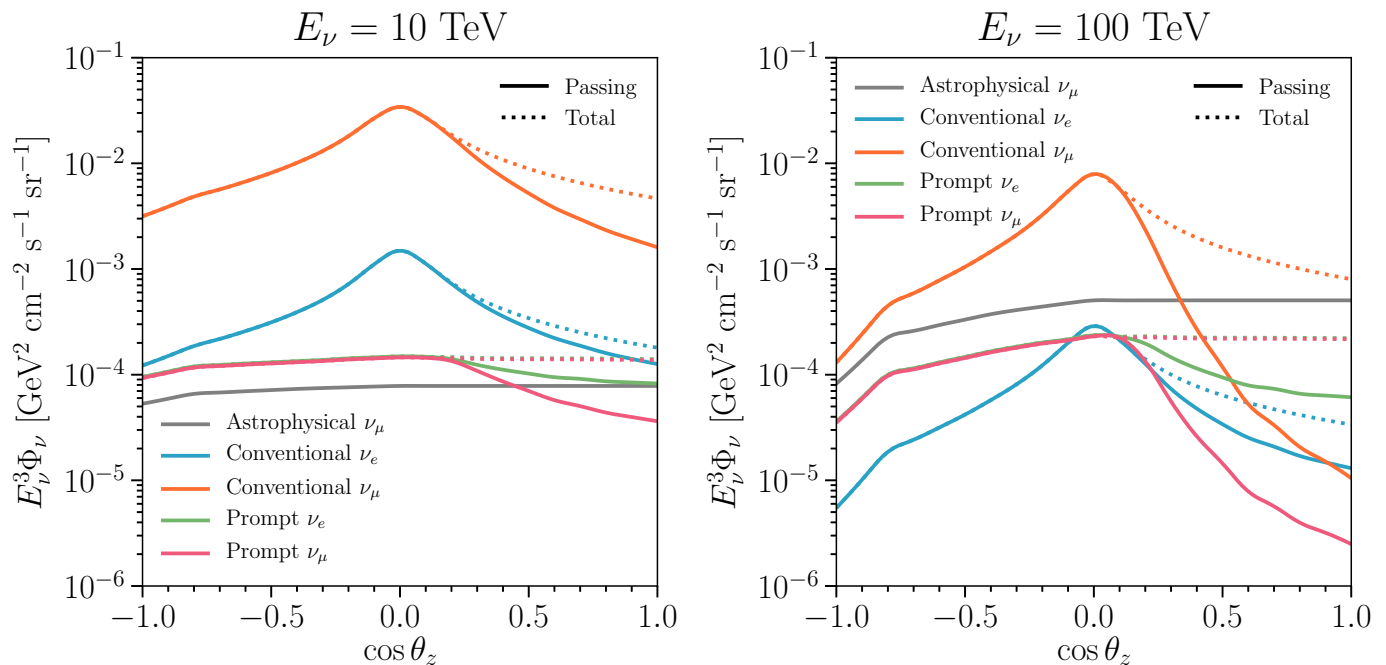 E_ν = 10 TeV
E_ν^3 Φ_ν [GeV^2 cm^−2 s^−1 sr^−1]
10^−1
10^−2
10^−3
10^−4
10^−5
10^−6
Passing
Total
Astrophysical ν_μ
Conventional ν_e
Conventional ν_μ
Prompt ν_e
Prompt ν_μ
−1.0
−0.5
0.0
0.5
1.0
cos θ_z
E_ν = 100 TeV
E_ν^3 Φ_ν [GeV^2 cm^−2 s^−1 sr^−1]
10^−1
10^−2
10^−3
10^−4
10^−5
10^−6
Astrophysical ν_μ
Conventional ν_e
Conventional ν_μ
Prompt ν_e
Prompt ν_μ
Passing
Total
−1.0
−0.5
0.0
0.5
1.0
cos θ_z